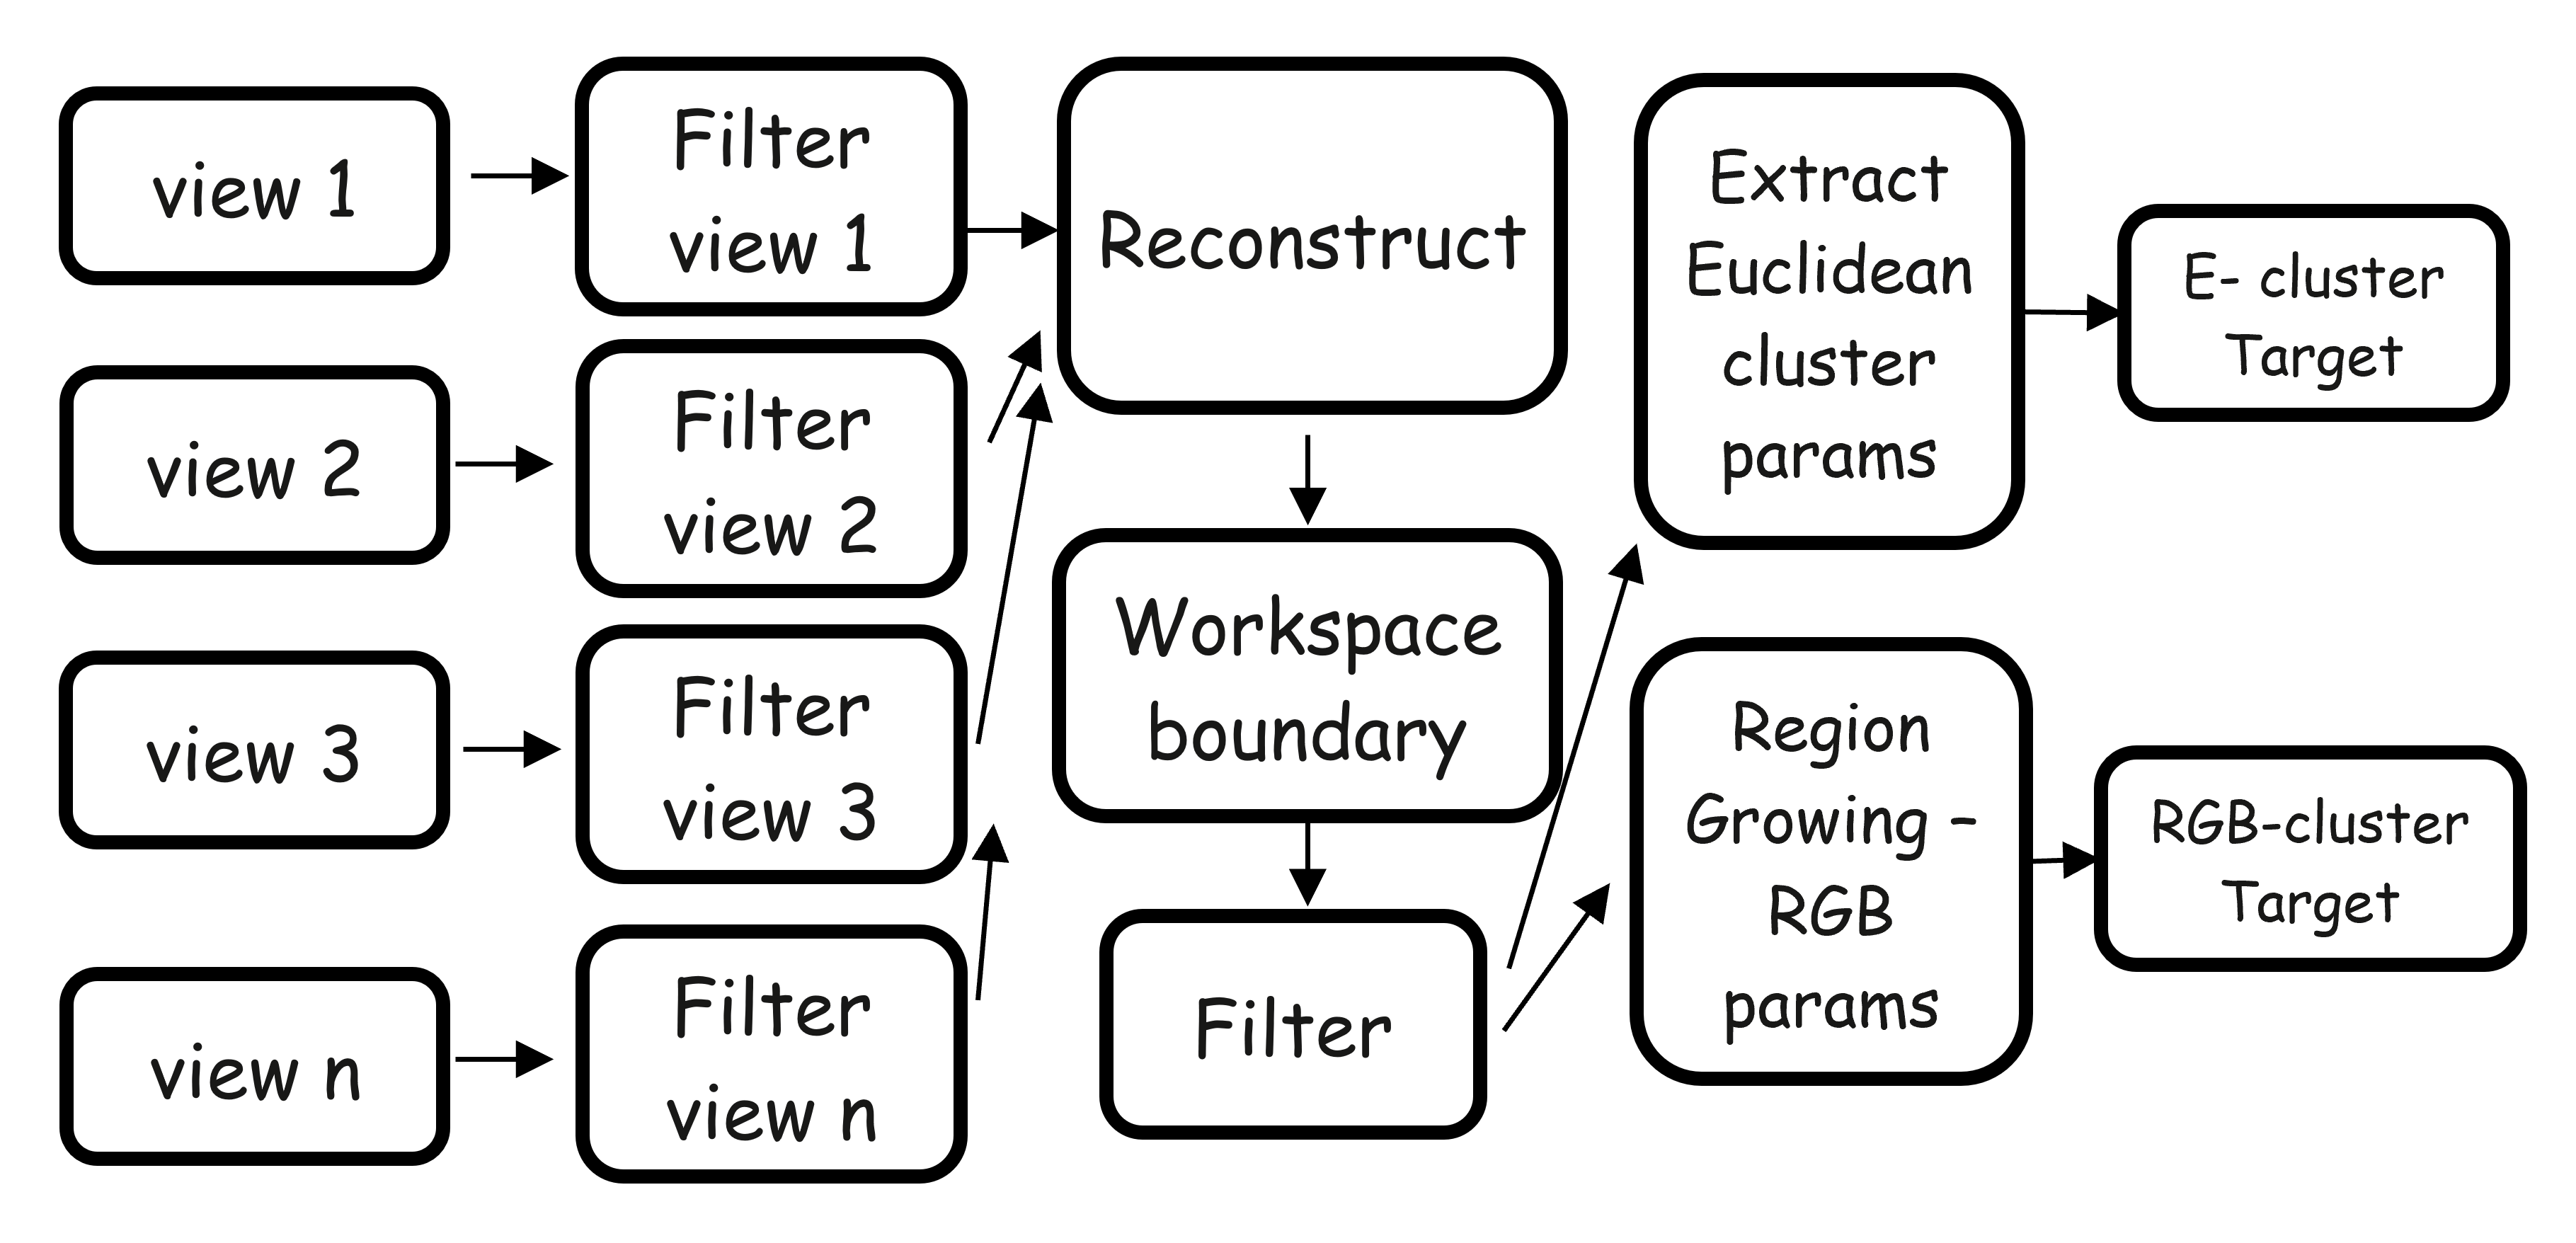 view 1
Filter
view 1
Reconstruct
Extract
Euclidean
cluster
params
E- cluster
Target
view 2
Filter
view 2
Workspace
boundary
view 3
Filter
view 3
Region
Growing -
RGB
params
RGB-cluster
Target
view n
Filter
view n
Filter